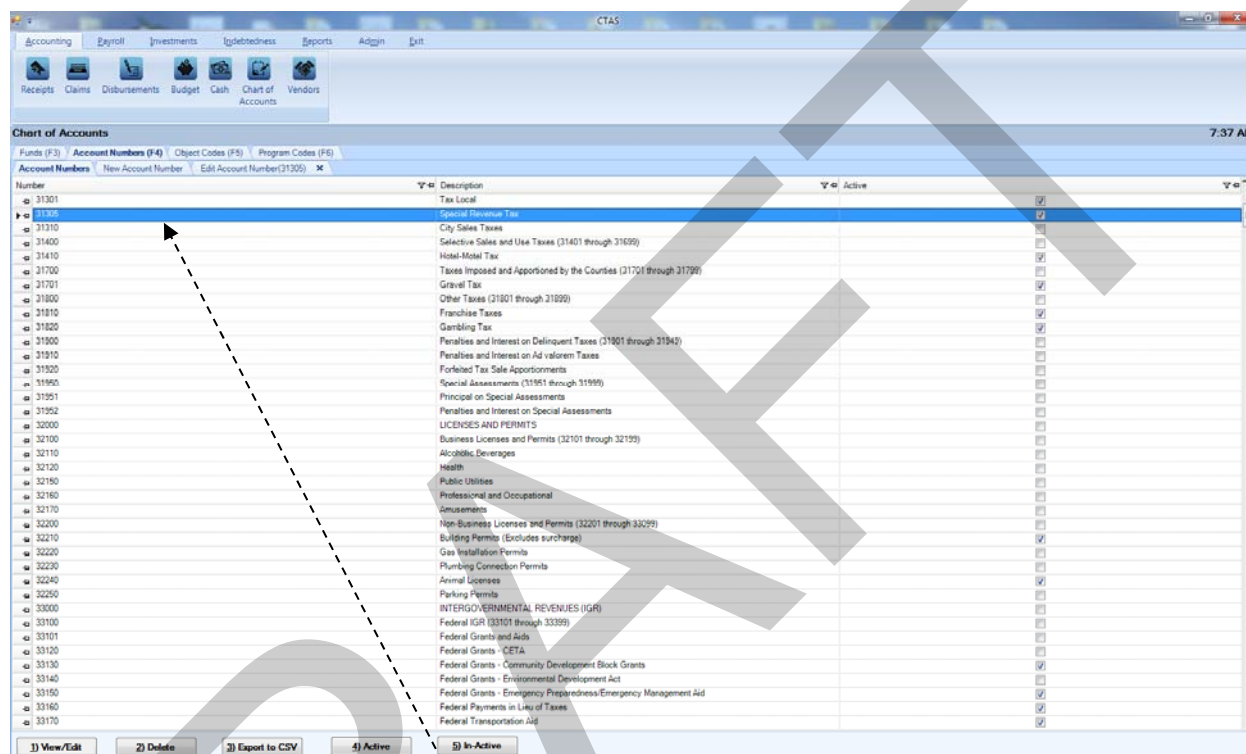 CTAS
Accounting Payroll Investments Indebtedness Reports Admin Exit
Receipts Claims Disbursements Budget Cash Chart of Accounts Vendors
Chart of Accounts 7:37 A
Funds (F3) Account Numbers (F4) Object Codes (F5) Program Codes (F6)
Account Numbers New Account Number Edit Account Number(31305) ×
Number Description Active
31301 Tax Local
31305 Special Revenue Tax
31310 City Sales Taxes
31400 Selective Sales and Use Taxes (31401 through 31699)
31410 Hotel-Motel Tax
31700 Taxes Imposed and Apportioned by the Counties (31701 through 31799)
31701 Gravel Tax
31800 Other Taxes (31801 through 31899)
31810 Franchise Taxes
31820 Gambling Tax
31900 Penalties and Interest on Delinquent Taxes (31901 through 31949)
31910 Penalties and Interest on Ad valorem Taxes
31920 Forfeited Tax Sale Apportionments
31950 Special Assessments (31951 through 31999)
31951 Principal on Special Assessments
31952 Penalties and Interest on Special Assessments
32000 LICENSES AND PERMITS
32100 Business Licenses and Permits (32101 through 32199)
32110 Alcoholic Beverages
32120 Health
32150 Public Utilities
32160 Professional and Occupational
32170 Amusements
32200 Non-Business Licenses and Permits (32201 through 33099)
32210 Building Permits (Excludes surcharge)
32220 Gas Installation Permits
32230 Plumbing Connection Permits
32240 Animal Licenses
32250 Parking Permits
33000 INTERGOVERNMENTAL REVENUES (IGR)
33100 Federal IGR (33101 through 33399)
33101 Federal Grants and Aids
33120 Federal Grants - CETA
33130 Federal Grants - Community Development Block Grants
33140 Federal Grants - Environmental Development Act
33150 Federal Grants - Emergency Preparedness/Emergency Management Aid
33160 Federal Payments in Lieu of Taxes
33170 Federal Transportation Aid
1) View/Edit 2) Delete 3) Export to CSV 4) Active 5) In-Active
DRAFT